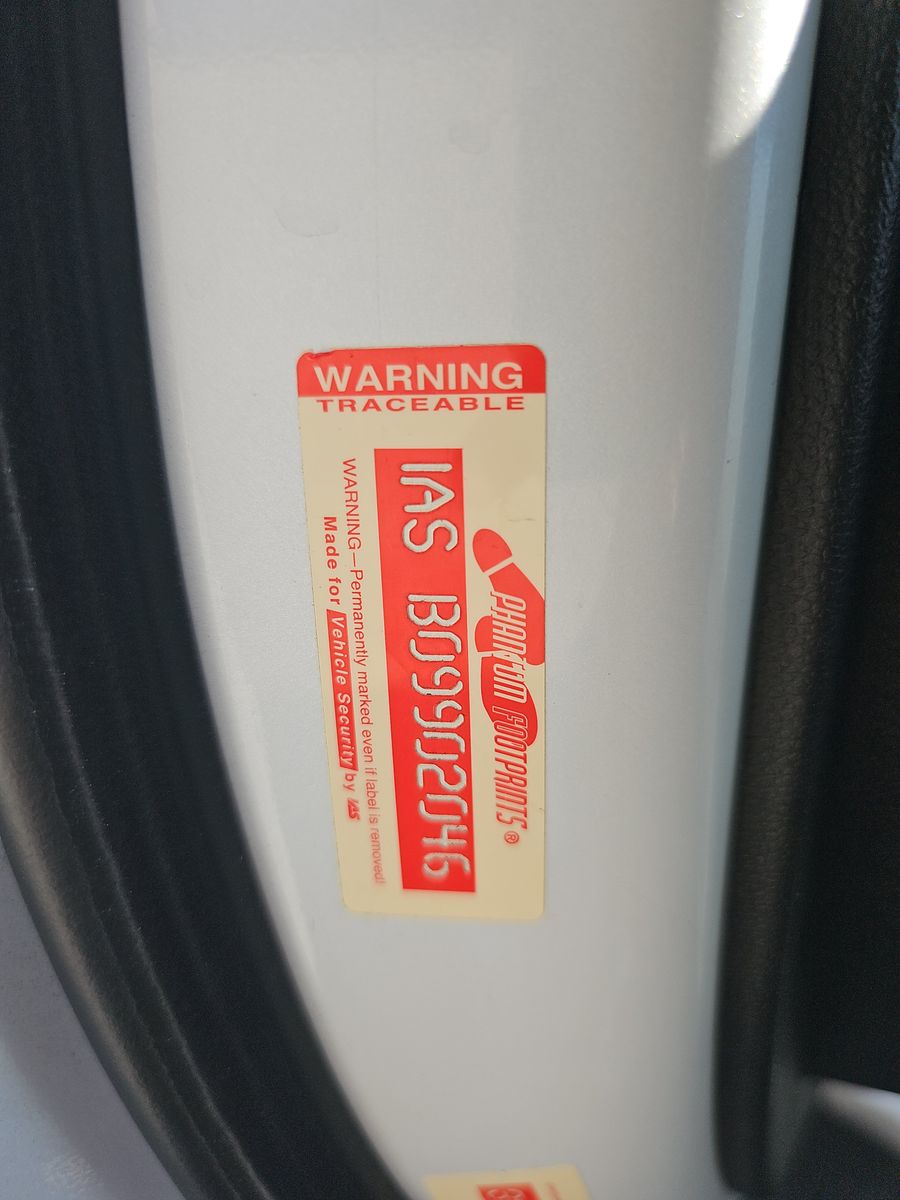 WARNING
TRACEABLE
PHANTOM FOOTPRINTS®
IAS B09902046
WARNING—Permanently marked even if label is removed!
Made for Vehicle Security by IAS